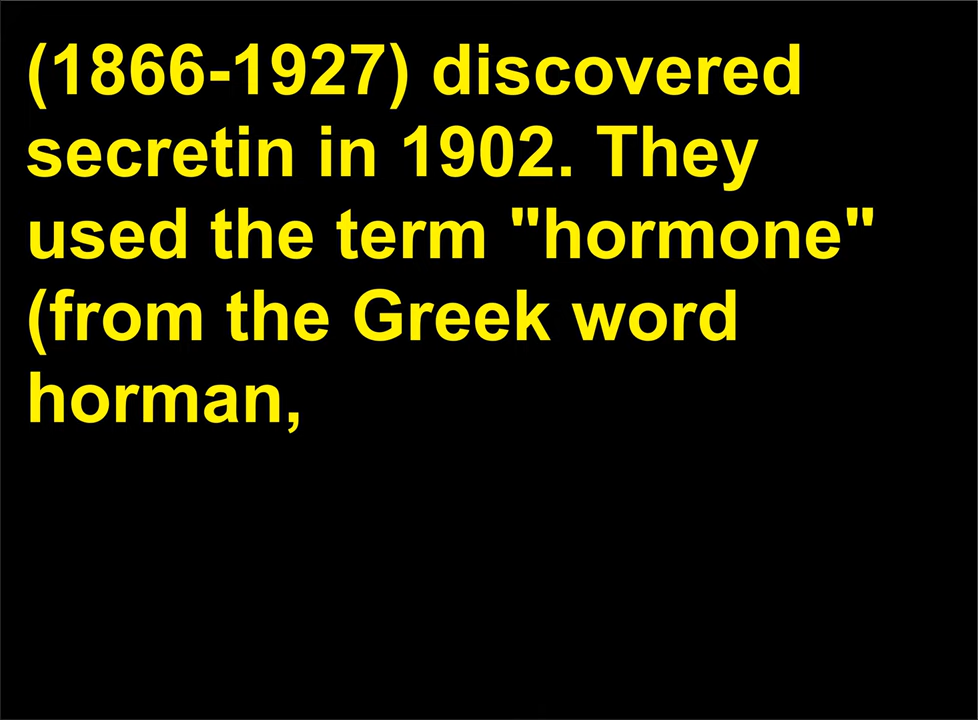 (1866-1927) discovered
secretin in 1902. They
used the term "hormone"
(from the Greek word
horman,